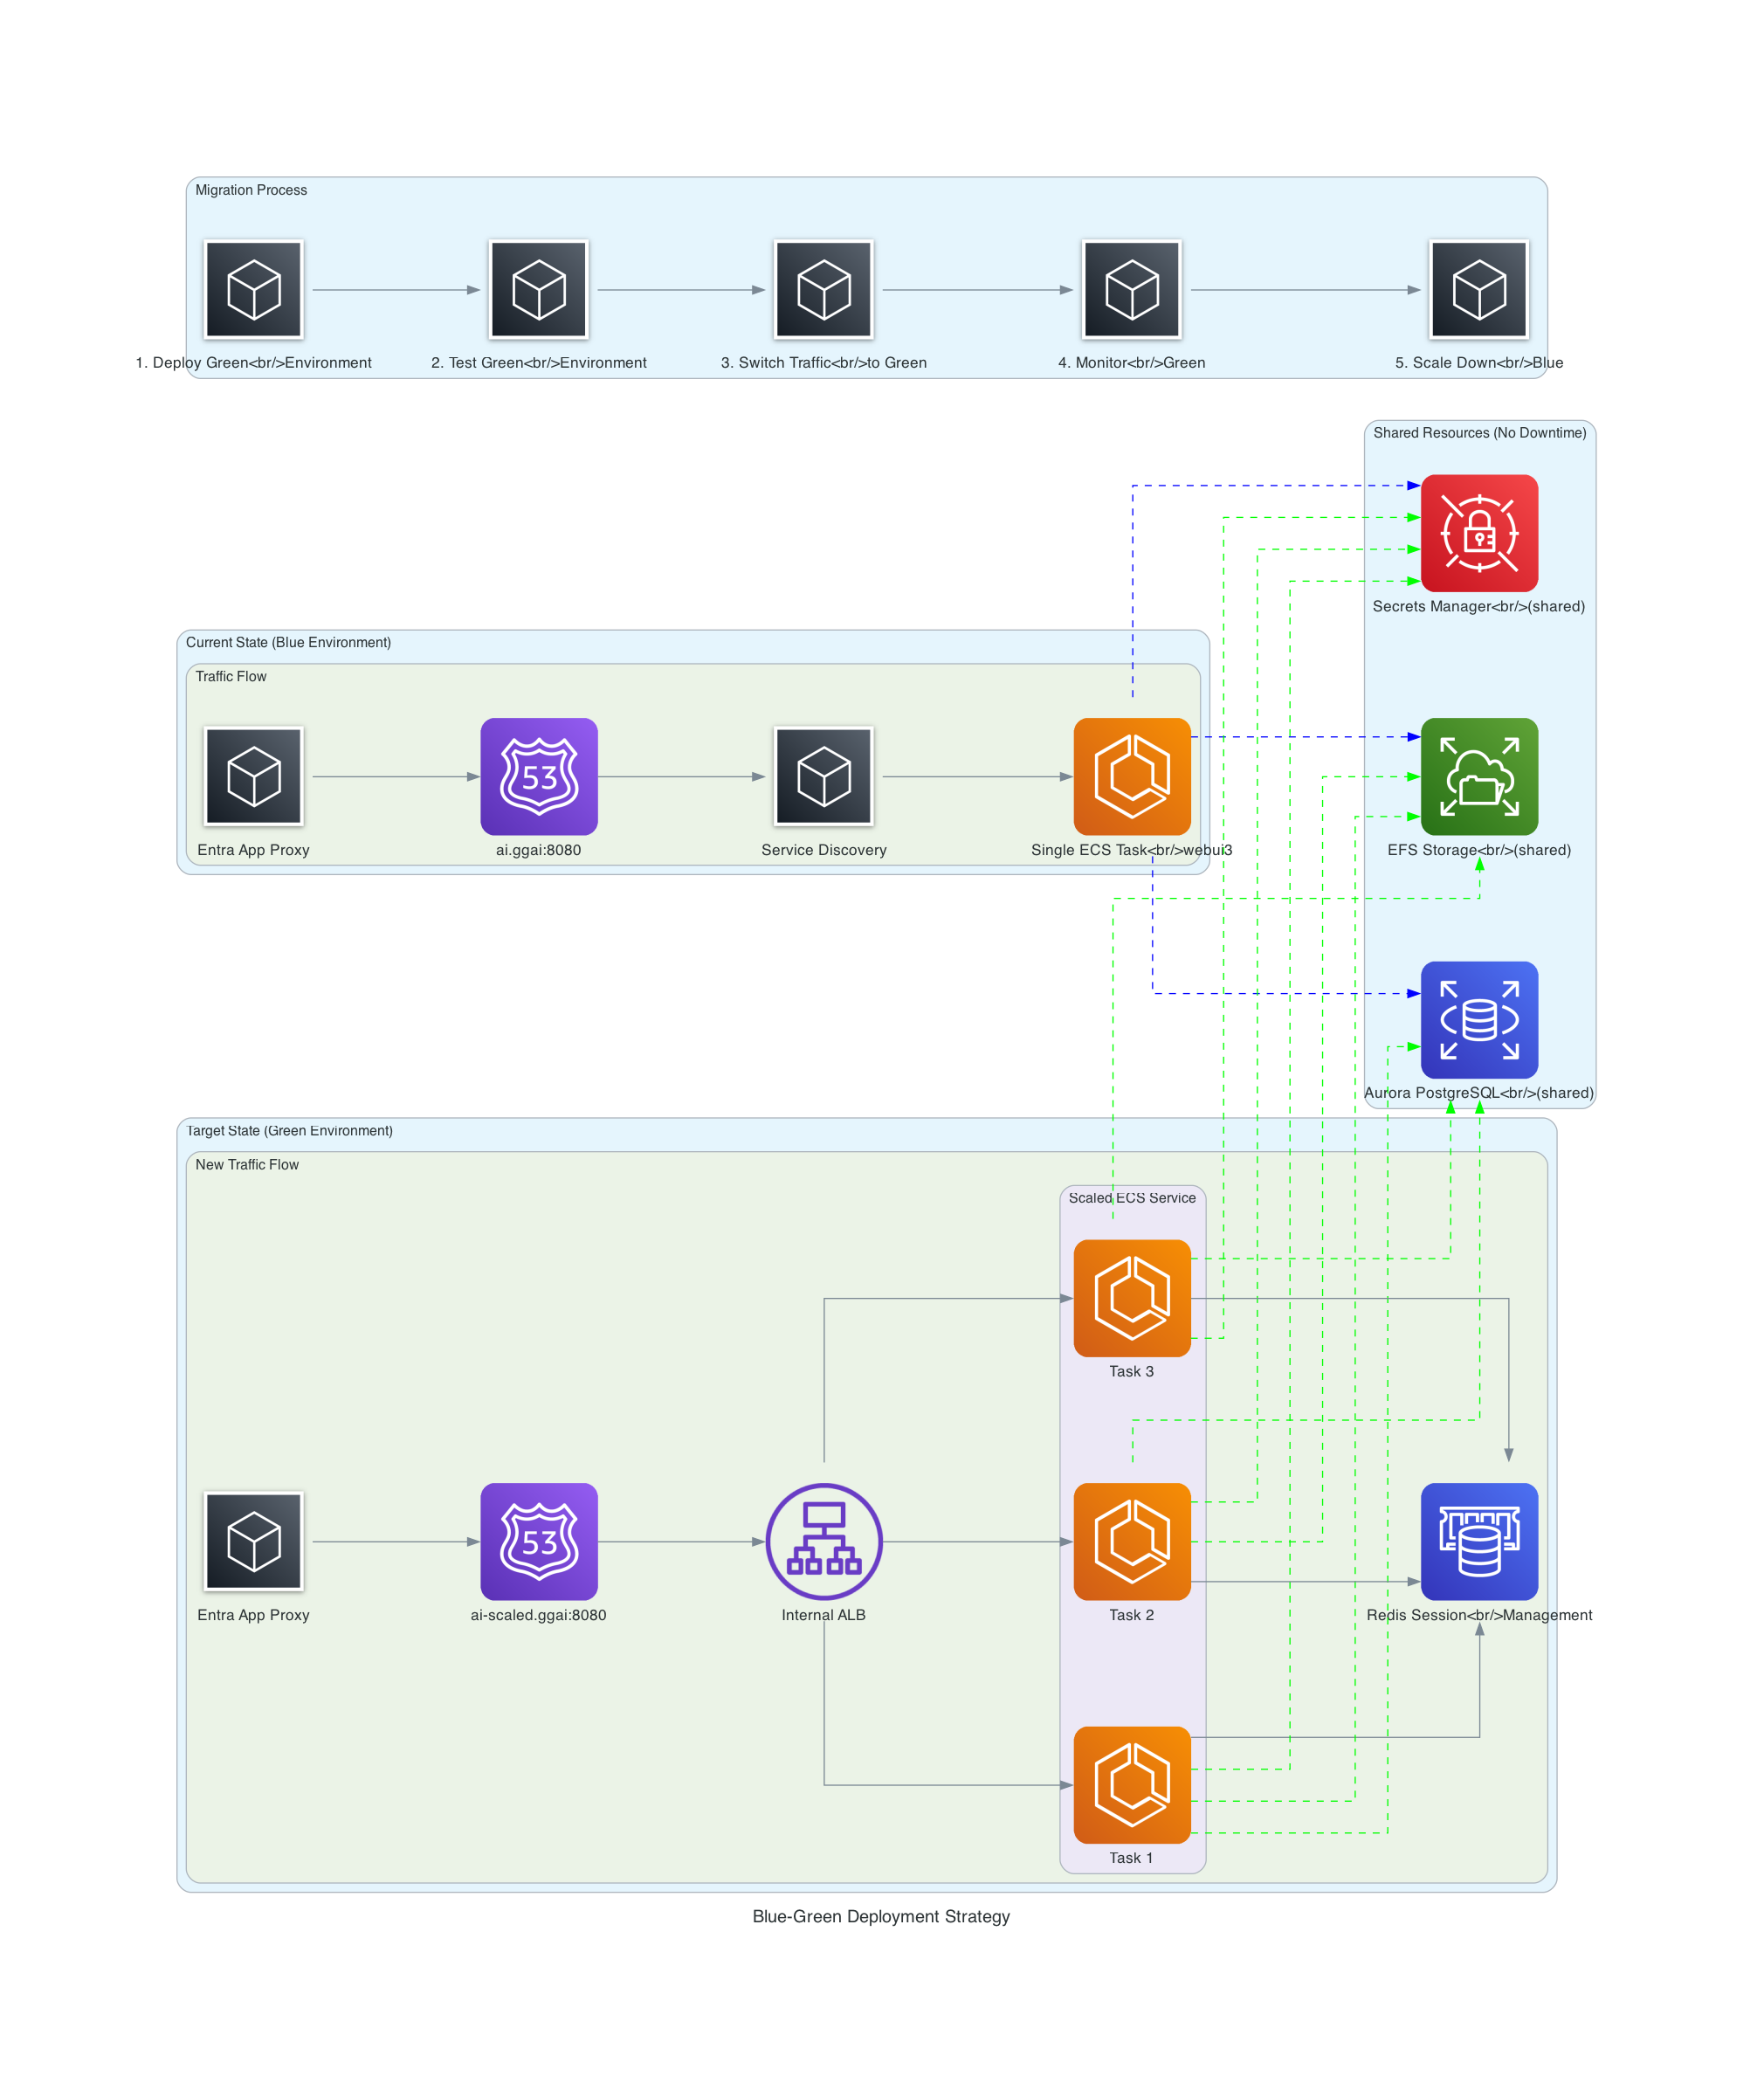 Migration Process
1. Deploy Green<br/>Environment
2. Test Green<br/>Environment
3. Switch Traffic<br/>to Green
4. Monitor<br/>Green
5. Scale Down<br/>Blue
Shared Resources (No Downtime)
Secrets Manager<br/>(shared)
Current State (Blue Environment)
Traffic Flow
Entra App Proxy
53
ai.ggai:8080
Service Discovery
Single ECS Task<br/>webui3
EFS Storage<br/>(shared)
Aurora PostgreSQL<br/>(shared)
Target State (Green Environment)
New Traffic Flow
Scaled ECS Service
Task 3
Entra App Proxy
53
ai-scaled.ggai:8080
Internal ALB
Task 2
Redis Session<br/>Management
Task 1
Blue-Green Deployment Strategy